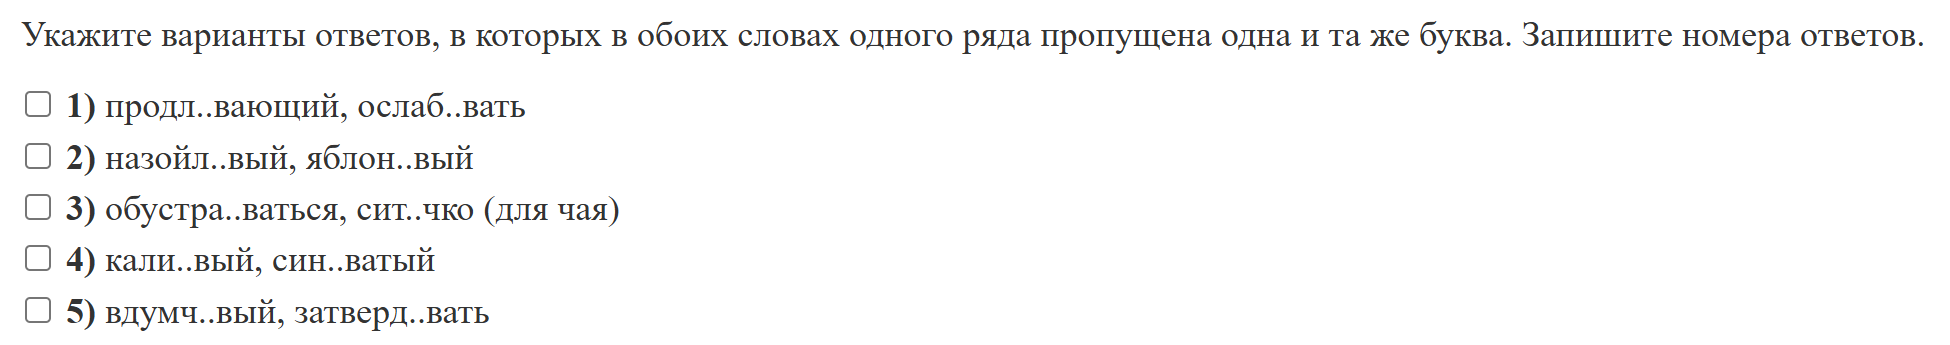 Укажите варианты ответов, в которых в обоих словах одного ряда пропущена одна и та же буква. Запишите номера ответов.
1) продл..вающий, ослаб..вать
2) назойл..вый, яблон..вый
3) обустра..ваться, сит..чко (для чая)
4) кали..вый, син..ватый
5) вдумч..вый, затверд..вать